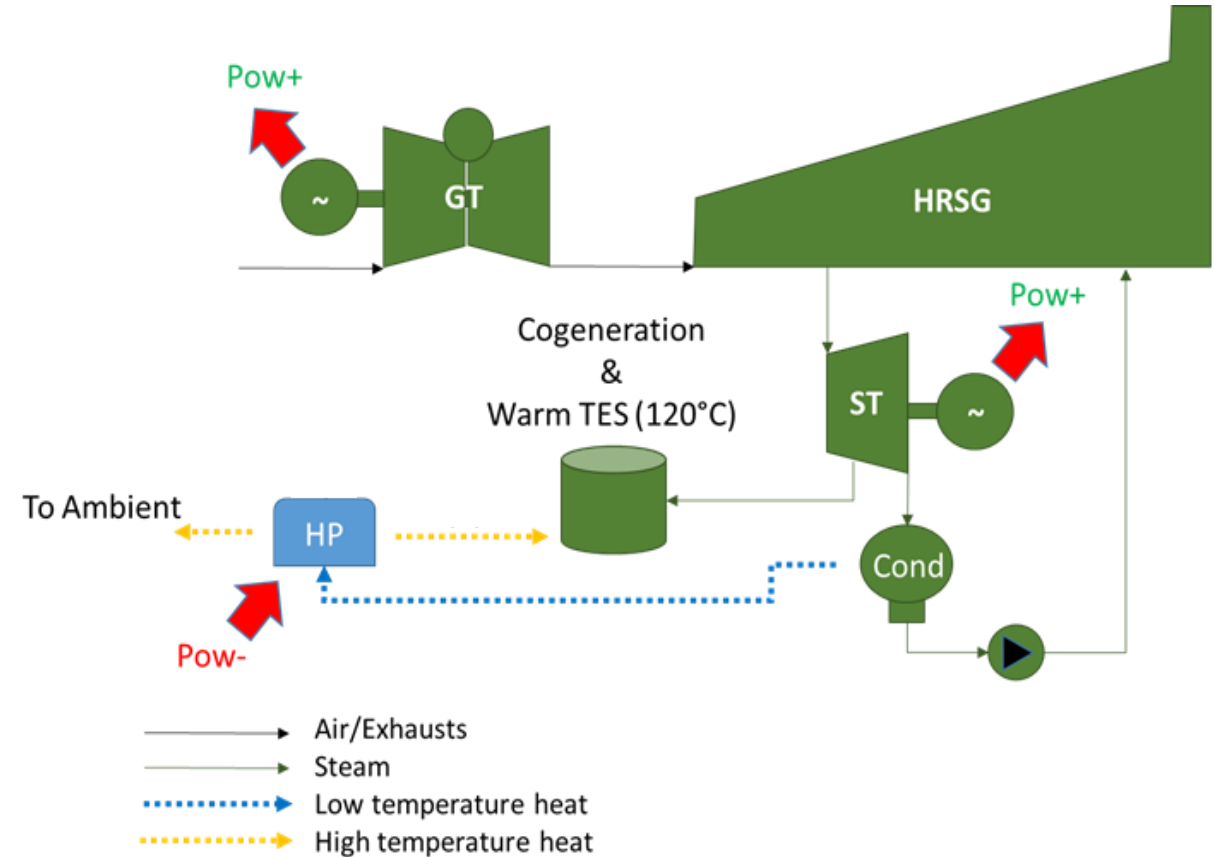 Pow+
~
GT
HRSG
Pow+
Cogeneration
&
Warm TES (120°C)
ST
~
To Ambient
HP
Cond
Pow-
Air/Exhausts
Steam
Low temperature heat
High temperature heat